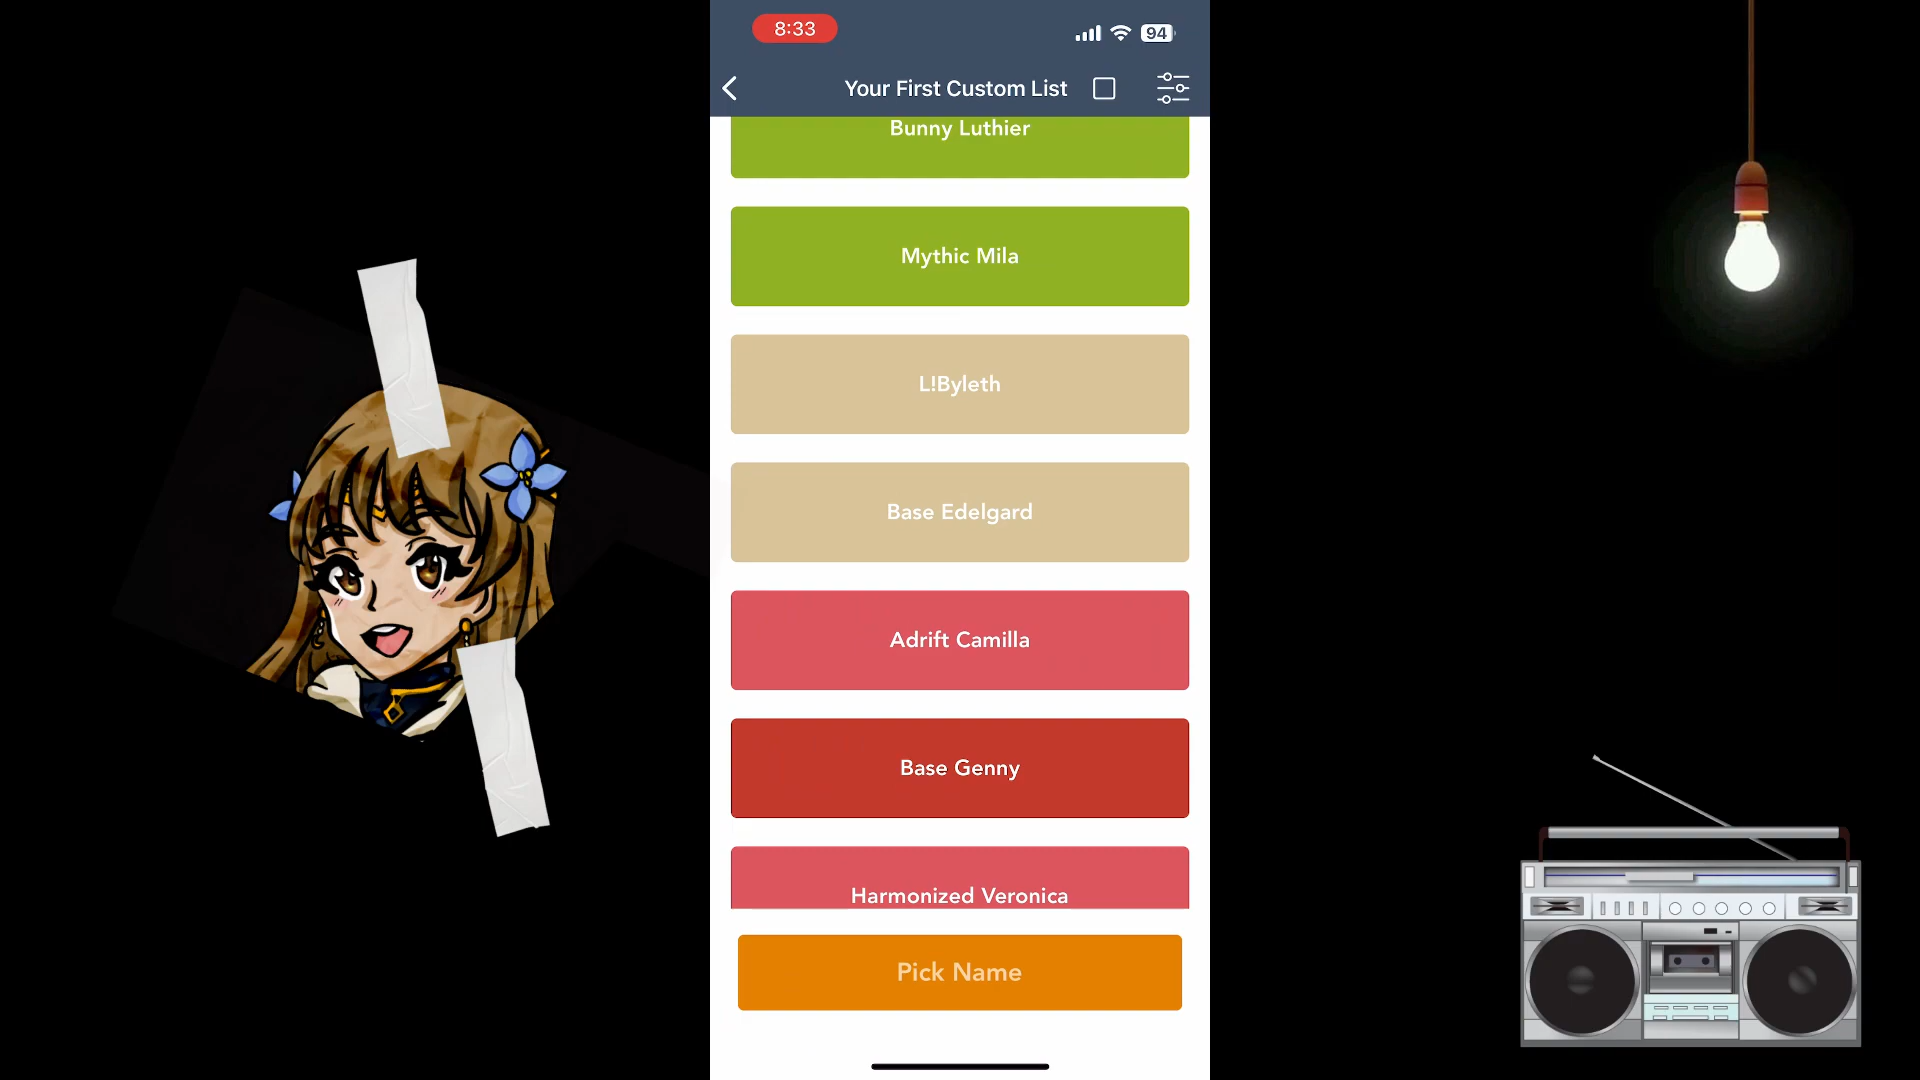 8:33
94
Your First Custom List
Bunny Luthier
Mythic Mila
L!Byleth
Base Edelgard
Adrift Camilla
Base Genny
Harmonized Veronica
Pick Name